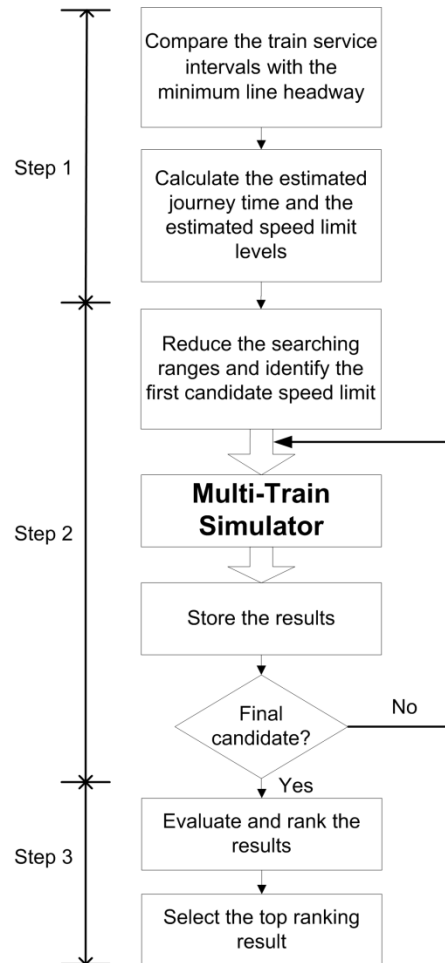 Compare the train service
intervals with the
minimum line headway
Step 1
Calculate the estimated
journey time and the
estimated speed limit
levels
Reduce the searching
ranges and identify the
first candidate speed limit
Multi-Train
Simulator
Step 2
Store the results
Final
candidate?
No
Yes
Evaluate and rank the
results
Step 3
Select the top ranking
result